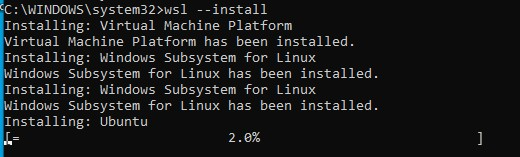 C:\WINDOWS\system32>wsl --install
Installing: Virtual Machine Platform
Virtual Machine Platform has been installed.
Installing: Windows Subsystem for Linux
Windows Subsystem for Linux has been installed.
Installing: Windows Subsystem for Linux
Windows Subsystem for Linux has been installed.
Installing: Ubuntu
[= 2.0% ]